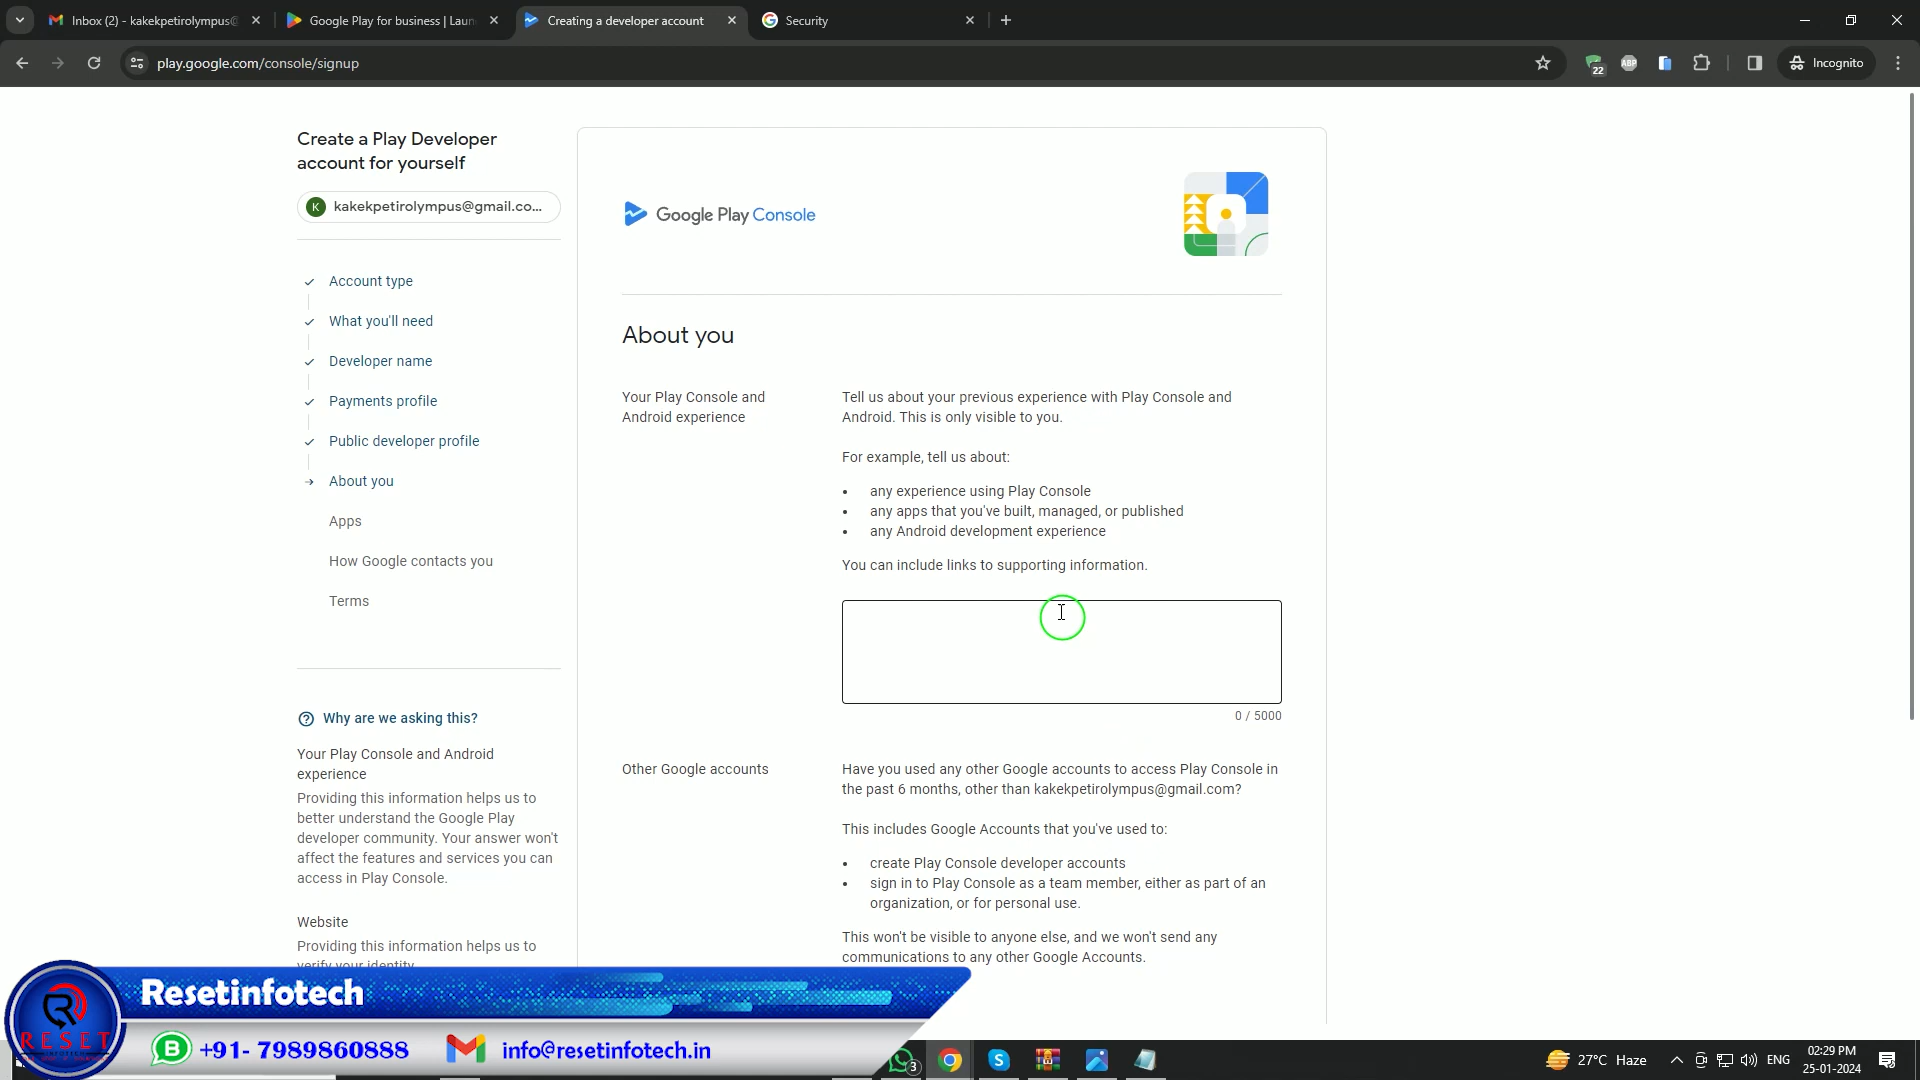 Inbox (2) - kakekpetirolympus@
Google Play for business | Laun
Creating a developer account
Security
play.google.com/console/signup
22
ABP
Incognito
Create a Play Developer
account for yourself
K
kakekpetirolympus@gmail.co...
Account type
What you'll need
Developer name
Payments profile
Public developer profile
About you
Apps
How Google contacts you
Terms
Why are we asking this?
Your Play Console and Android
experience
Providing this information helps us to
better understand the Google Play
developer community. Your answer won't
affect the features and services you can
access in Play Console.
Website
Providing this information helps us to
verify your identity
Google Play Console
About you
Your Play Console and
Android experience
Tell us about your previous experience with Play Console and
Android. This is only visible to you.
For example, tell us about:
• any experience using Play Console
• any apps that you've built, managed, or published
• any Android development experience
You can include links to supporting information.
0 / 5000
Other Google accounts
Have you used any other Google accounts to access Play Console in
the past 6 months, other than kakekpetirolympus@gmail.com?
This includes Google Accounts that you've used to:
• create Play Console developer accounts
• sign in to Play Console as a team member, either as part of an
organization, or for personal use.
This won't be visible to anyone else, and we won't send any
communications to any other Google Accounts.
Resetinfotech
R
RESET
B
+91- 7989860888
info@resetinfotech.in
3
S
27°C Haze
ENG
02:29 PM
25-01-2024